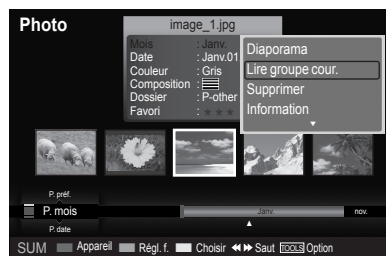 Photo
image_1.jpg
Mois : Janv.
Date : Janv.01
Couleur : Gris
Composition :
Dossier : P-other
Favori : ★ ★ ★
Diaporama
Lire groupe cour.
Supprimer
Information
P. préf.
P. mois
P. date
Janv.
nov.
SUM Appareil Régl. f. Choisir Saut TOOLS Option